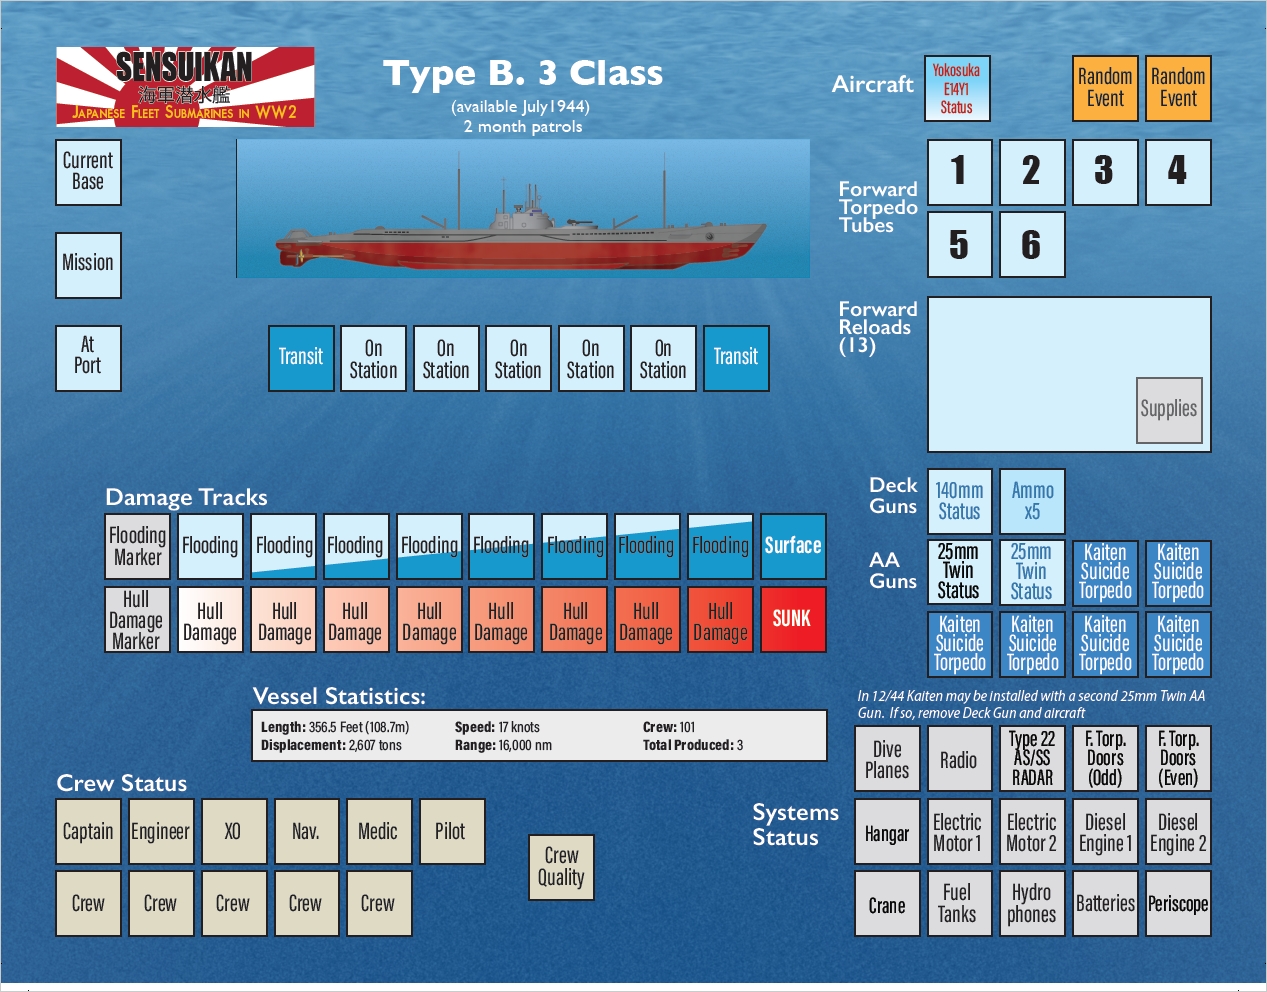 SENSUIKAN
海軍潜水艦
JAPANESE FLEET SUBMARINES IN WW2
Type B. 3 Class
(available July1944)
2 month patrols
Aircraft
Yokosuka
E14Y1
Status
Random
Event
Random
Event
Current
Base
Mission
At
Port
Forward
Torpedo
Tubes
1
2
3
4
5
6
Forward
Reloads
(13)
Supplies
Transit
On
Station
On
Station
On
Station
On
Station
On
Station
Transit
Deck
Guns
140mm
Status
Ammo
x5
AA
Guns
25mm
Twin
Status
25mm
Twin
Status
Kaiten
Suicide
Torpedo
Kaiten
Suicide
Torpedo
Kaiten
Suicide
Torpedo
Kaiten
Suicide
Torpedo
Kaiten
Suicide
Torpedo
Kaiten
Suicide
Torpedo
In 12/44 Kaiten may be installed with a second 25mm Twin AA
Gun. If so, remove Deck Gun and aircraft
Damage Tracks
Flooding
Marker
Flooding
Flooding
Flooding
Flooding
Flooding
Flooding
Flooding
Flooding
Surface
Hull
Damage
Marker
Hull
Damage
Hull
Damage
Hull
Damage
Hull
Damage
Hull
Damage
Hull
Damage
Hull
Damage
Hull
Damage
SUNK
Vessel Statistics:
Length: 356.5 Feet (108.7m) Speed: 17 knots Crew: 101
Displacement: 2,607 tons Range: 16,000 nm Total Produced: 3
Crew Status
Captain
Engineer
XO
Nav.
Medic
Pilot
Crew
Crew
Crew
Crew
Crew
Crew
Quality
Systems
Status
Dive
Planes
Radio
Type 22
AS/SS
RADAR
F. Torp.
Doors
(Odd)
F. Torp.
Doors
(Even)
Hangar
Electric
Motor 1
Electric
Motor 2
Diesel
Engine 1
Diesel
Engine 2
Crane
Fuel
Tanks
Hydro
phones
Batteries
Periscope